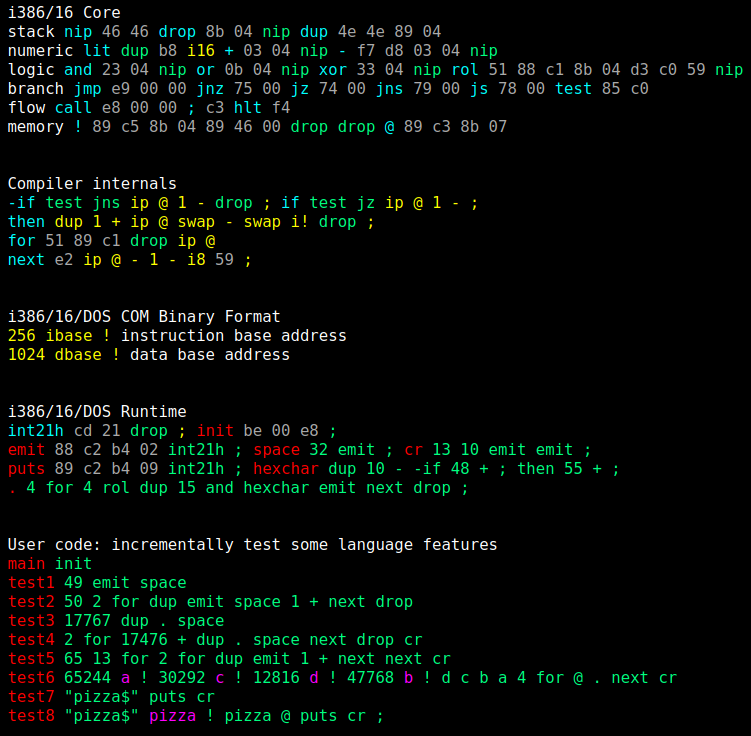 i386/16 Core
stack nip 46 46 drop 8b 04 nip dup 4e 4e 89 04
numeric lit dup b8 i16 + 03 04 nip - f7 d8 03 04 nip
logic and 23 04 nip or 0b 04 nip xor 33 04 nip rol 51 88 c1 8b 04 d3 c0 59 nip
branch jmp e9 00 00 jnz 75 00 jz 74 00 jns 79 00 js 78 00 test 85 c0
flow call e8 00 00 ; c3 hlt f4
memory ! 89 c5 8b 04 89 46 00 drop drop @ 89 c3 8b 07
Compiler internals
-if test jns ip @ 1 - drop ; if test jz ip @ 1 - ;
then dup 1 + ip @ swap - swap i! drop ;
for 51 89 c1 drop ip @
next e2 ip @ - 1 - i8 59 ;
i386/16/DOS COM Binary Format
256 ibase ! instruction base address
1024 dbase ! data base address
i386/16/DOS Runtime
int21h cd 21 drop ; init be 00 e8 ;
emit 88 c2 b4 02 int21h ; space 32 emit ; cr 13 10 emit emit ;
puts 89 c2 b4 09 int21h ; hexchar dup 10 - -if 48 + ; then 55 + ;
. 4 for 4 rol dup 15 and hexchar emit next drop ;
User code: incrementally test some language features
main init
test1 49 emit space
test2 50 2 for dup emit space 1 + next drop
test3 17767 dup . space
test4 2 for 17476 + dup . space next drop cr
test5 65 13 for 2 for dup emit 1 + next next cr
test6 65244 a ! 30292 c ! 12816 d ! 47768 b ! d c b a 4 for @ . next cr
test7 "pizza$" puts cr
test8 "pizza$" pizza ! pizza @ puts cr ;